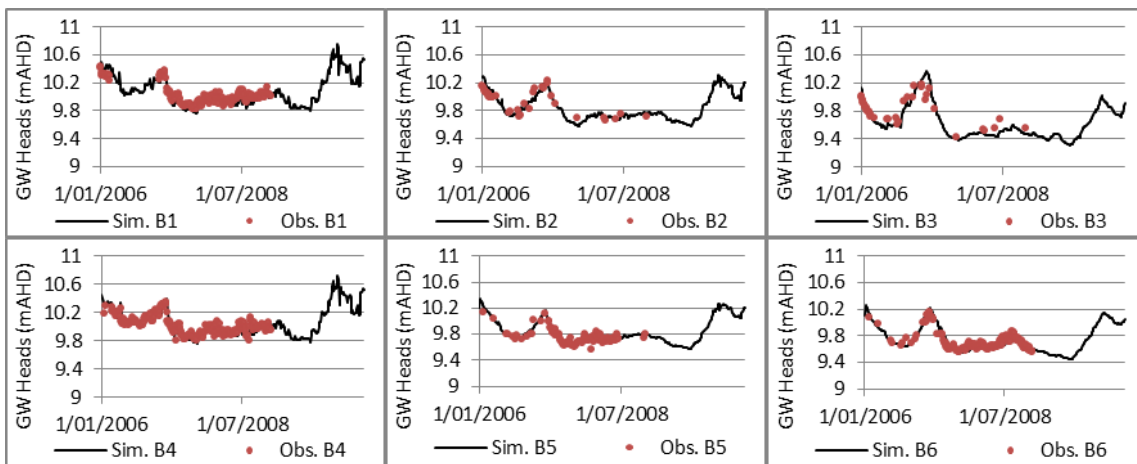 GW Heads (mAHD)
11
10.6
10.2
9.8
9.4
9
1/01/2006
1/07/2008
Sim. B1
Obs. B1
GW Heads (mAHD)
11
10.6
10.2
9.8
9.4
9
1/01/2006
1/07/2008
Sim. B2
Obs. B2
GW Heads (mAHD)
11
10.6
10.2
9.8
9.4
9
1/01/2006
1/07/2008
Sim. B3
Obs. B3
GW Heads (mAHD)
11
10.6
10.2
9.8
9.4
9
1/01/2006
1/07/2008
Sim. B4
Obs. B4
GW Heads (mAHD)
11
10.6
10.2
9.8
9.4
9
1/01/2006
1/07/2008
Sim. B5
Obs. B5
GW Heads (mAHD)
11
10.6
10.2
9.8
9.4
9
1/01/2006
1/07/2008
Sim. B6
Obs. B6